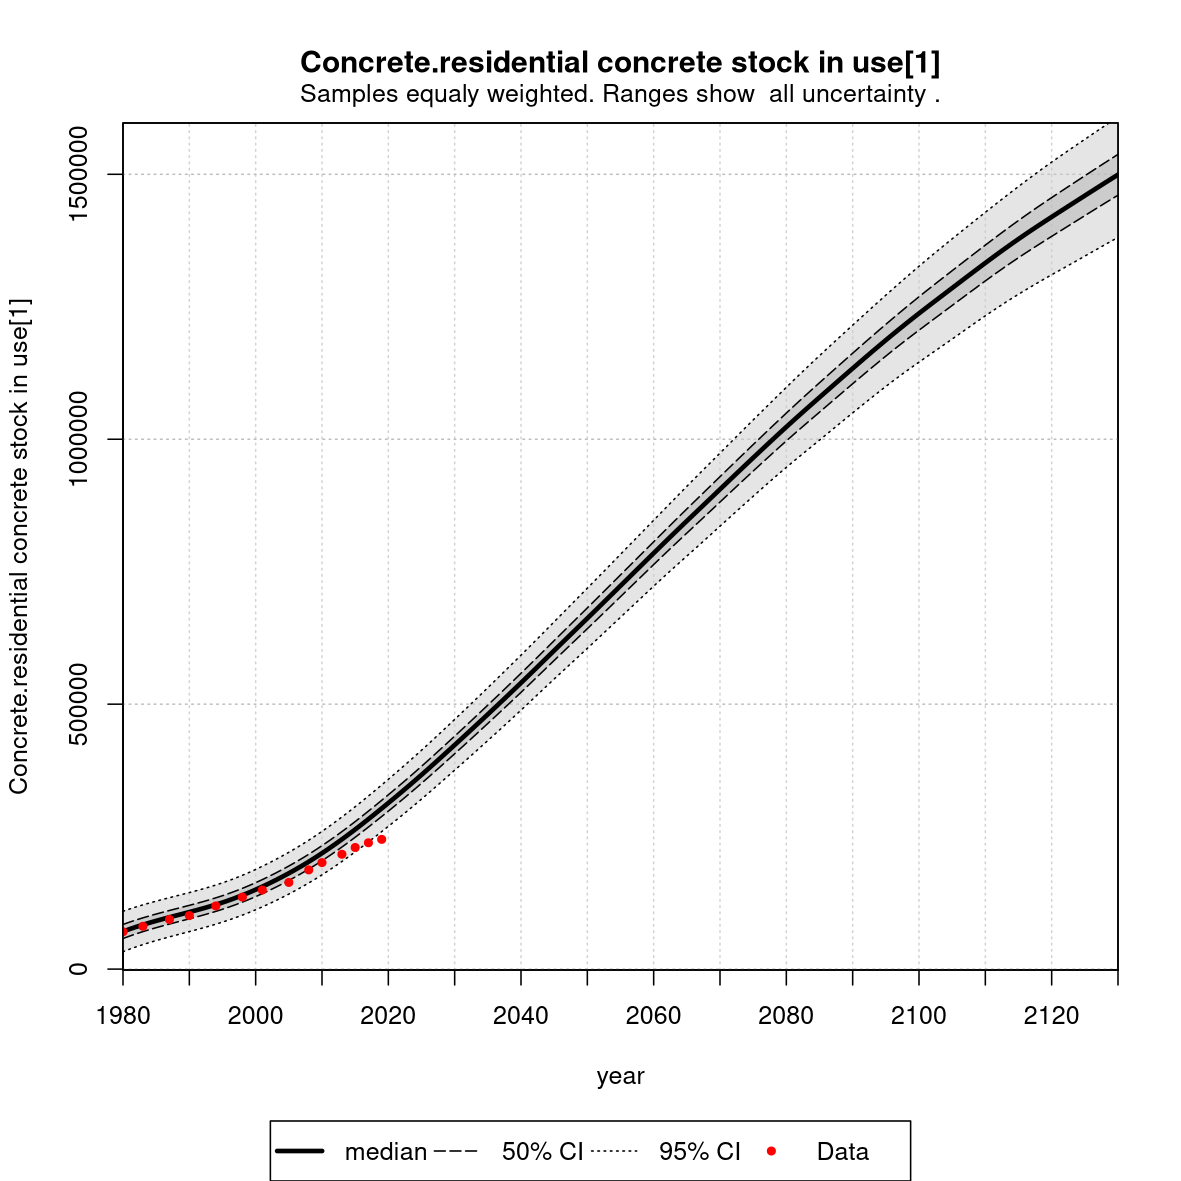 Concrete.residential concrete stock in use[1]
Samples equaly weighted. Ranges show  all uncertainty .
Concrete.residential concrete stock in use[1]
1500000
1000000
500000
0
1980 2000 2020 2040 2060 2080 2100 2120
year
median 50% CI 95% CI Data